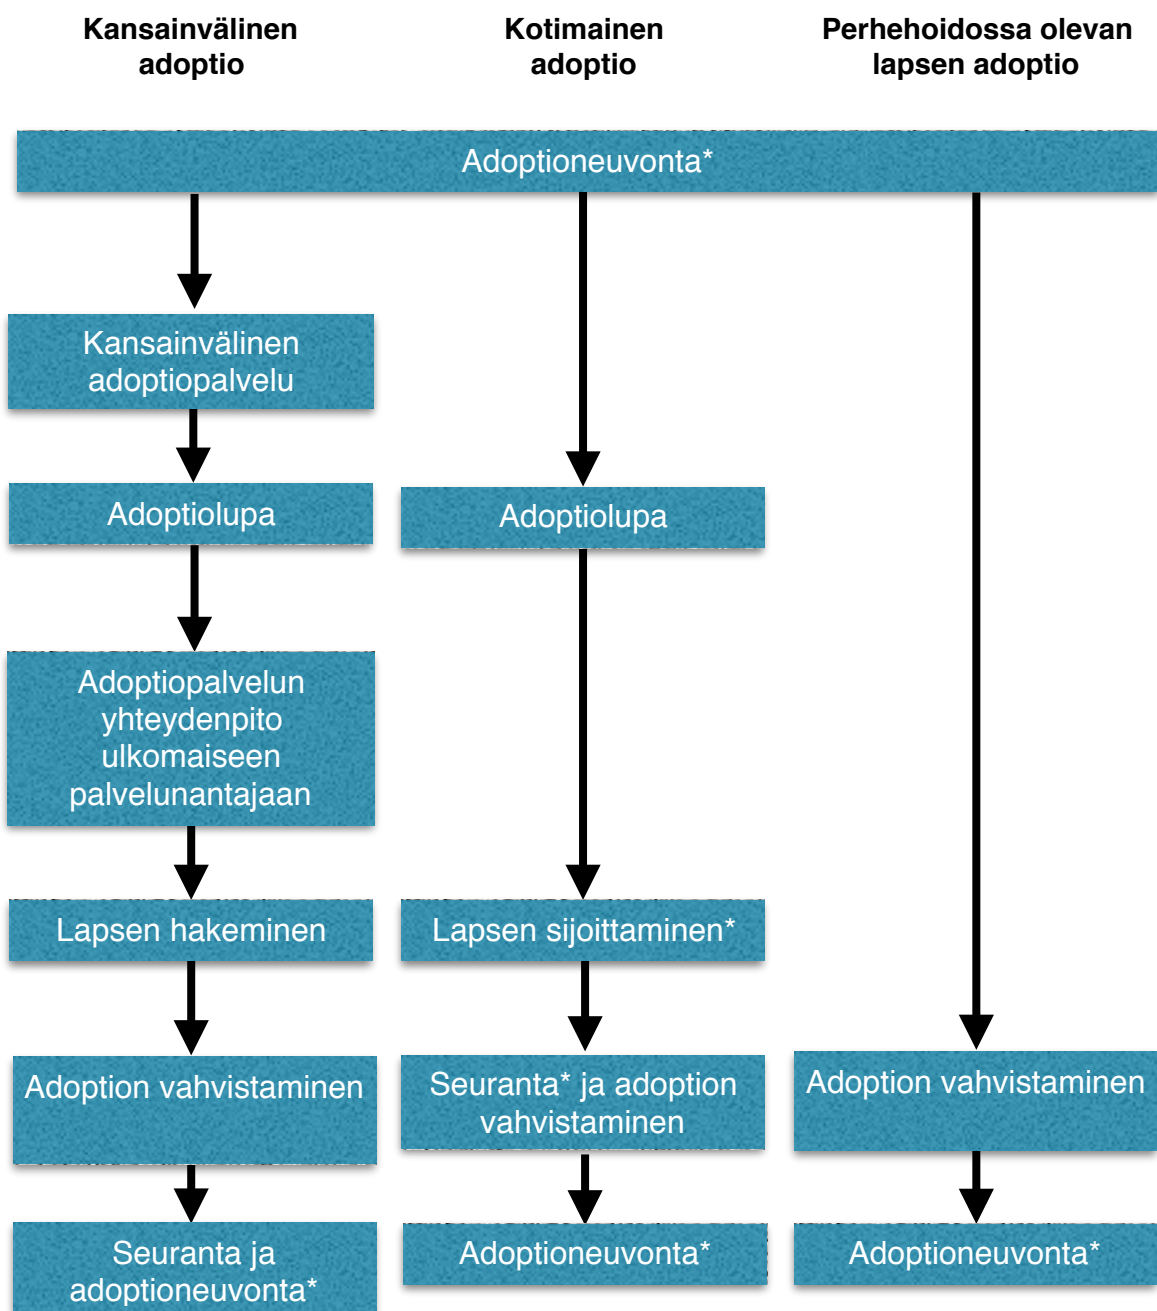 Kansainvälinen
adoptio
Kotimainen
adoptio
Perhehoidossa olevan
lapsen adoptio
Adoptioneuvonta*
Kansainvälinen
adoptiopalvelu
Adoptiolupa
Adoptiolupa
Adoptiopalvelun
yhteydenpito
ulkomaiseen
palvelunantajaan
Lapsen hakeminen
Lapsen sijoittaminen*
Adoption vahvistaminen
Seuranta* ja adoption
vahvistaminen
Adoption vahvistaminen
Seuranta ja
adoptioneuvonta*
Adoptioneuvonta*
Adoptioneuvonta*